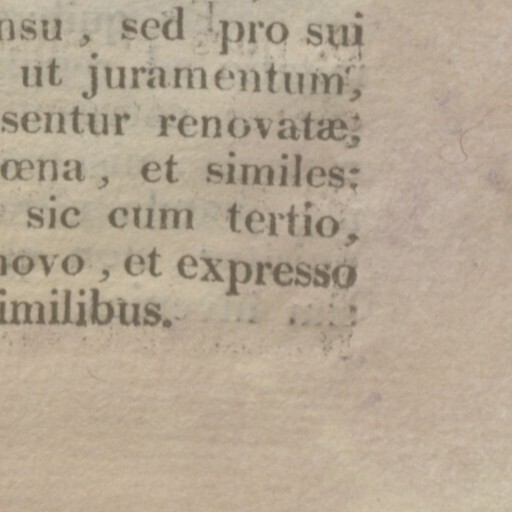 nsu, sed pro sui
ut juramentum,
sentur renovatæ;
œna, et similes:
sic cum tertio,
novo, et expresso
imilibus.